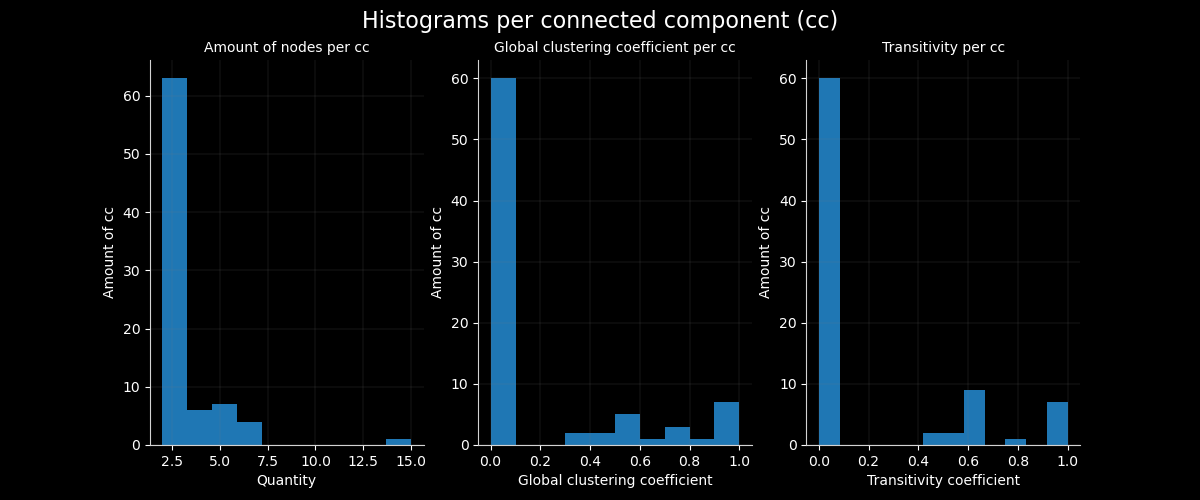 Histograms per connected component (cc)
Amount of nodes per cc
Amount of cc
60
50
40
30
20
10
0
2.5 5.0 7.5 10.0 12.5 15.0
Quantity
Global clustering coefficient per cc
Amount of cc
60
50
40
30
20
10
0
0.0 0.2 0.4 0.6 0.8 1.0
Global clustering coefficient
Transitivity per cc
Amount of cc
60
50
40
30
20
10
0
0.0 0.2 0.4 0.6 0.8 1.0
Transitivity coefficient